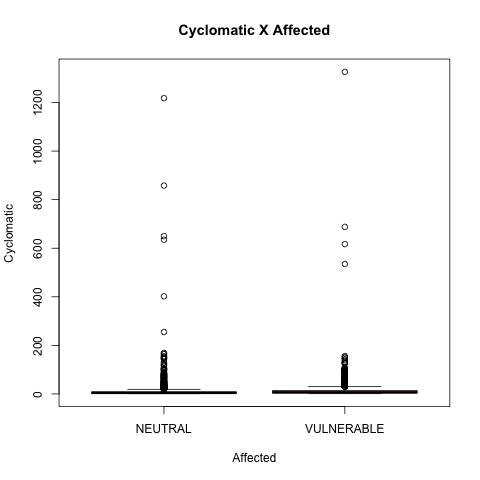 Cyclomatic X Affected
Cyclomatic
1200
1000
800
600
400
200
0
NEUTRAL VULNERABLE
Affected